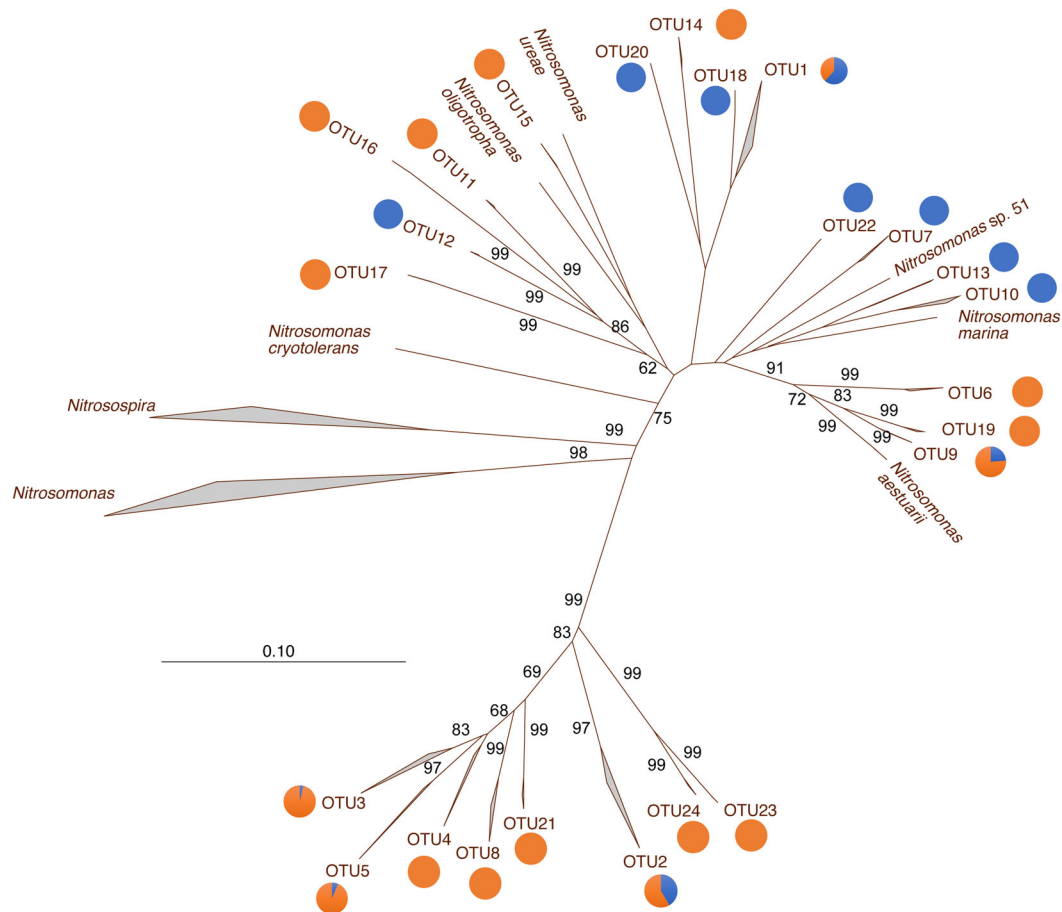 OTU14
OTU20
OTU18
OTU1
Nitrosomonas
ureae
OTU15
Nitrosomonas
oligotropha
OTU11
OTU16
OTU12
OTU17
99
99
99
99
86
62
Nitrosomonas
cryotolerans
75
Nitrosospira
99
98
Nitrosomonas
OTU22
OTU7
Nitrosomonas sp. 51
OTU13
OTU10
Nitrosomonas
marina
91
99
OTU6
72
83
99
OTU19
99
99
OTU9
Nitrosomonas
aestuarii
0.10
99
83
69
99
68
97
99
83
99
99
99
97
OTU3
OTU5
OTU4
OTU8
OTU21
OTU2
OTU24
OTU23